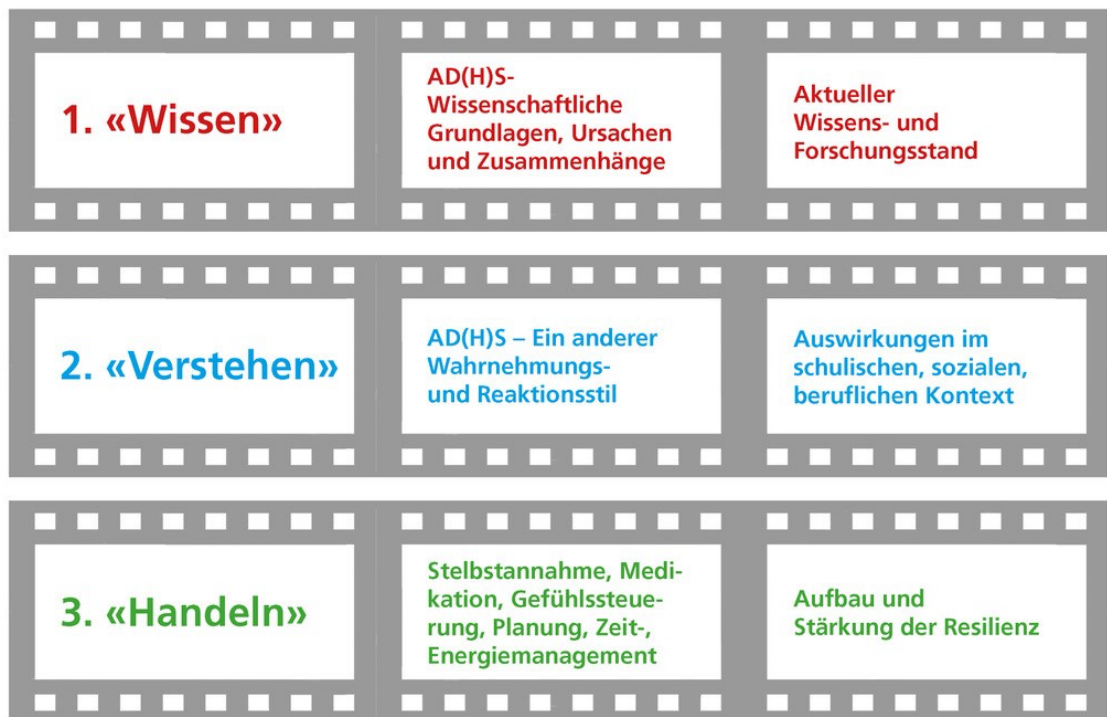 1. «Wissen»
AD(H)S-
Wissenschaftliche
Grundlagen, Ursachen
und Zusammenhänge
Aktueller
Wissens- und
Forschungsstand
2. «Verstehen»
AD(H)S – Ein anderer
Wahrnehmungs-
und Reaktionsstil
Auswirkungen im
schulischen, sozialen,
beruflichen Kontext
3. «Handeln»
Stelbstannahme, Medi-
kation, Gefühlssteue-
rung, Planung, Zeit-,
Energiemanagement
Aufbau und
Stärkung der Resilienz